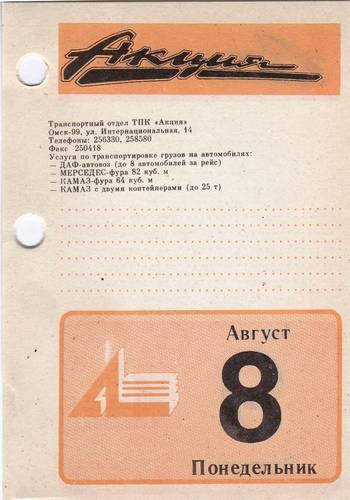 Акция
Транспортный отдел ТПК «Акция»
Омск-99, ул. Интернациональная, 14
Телефоны: 256330, 258580
Факс 250418
Услуги по транспортировке грузов на автомобилях:
— ДАФ-автовоз (до 8 автомобилей за рейс)
— МЕРСЕДЕС-фура 82 куб. м
— КАМАЗ-фура 64 куб. м
— КАМАЗ с двумя контейнерами (до 25 т)
Август
8
Понедельник